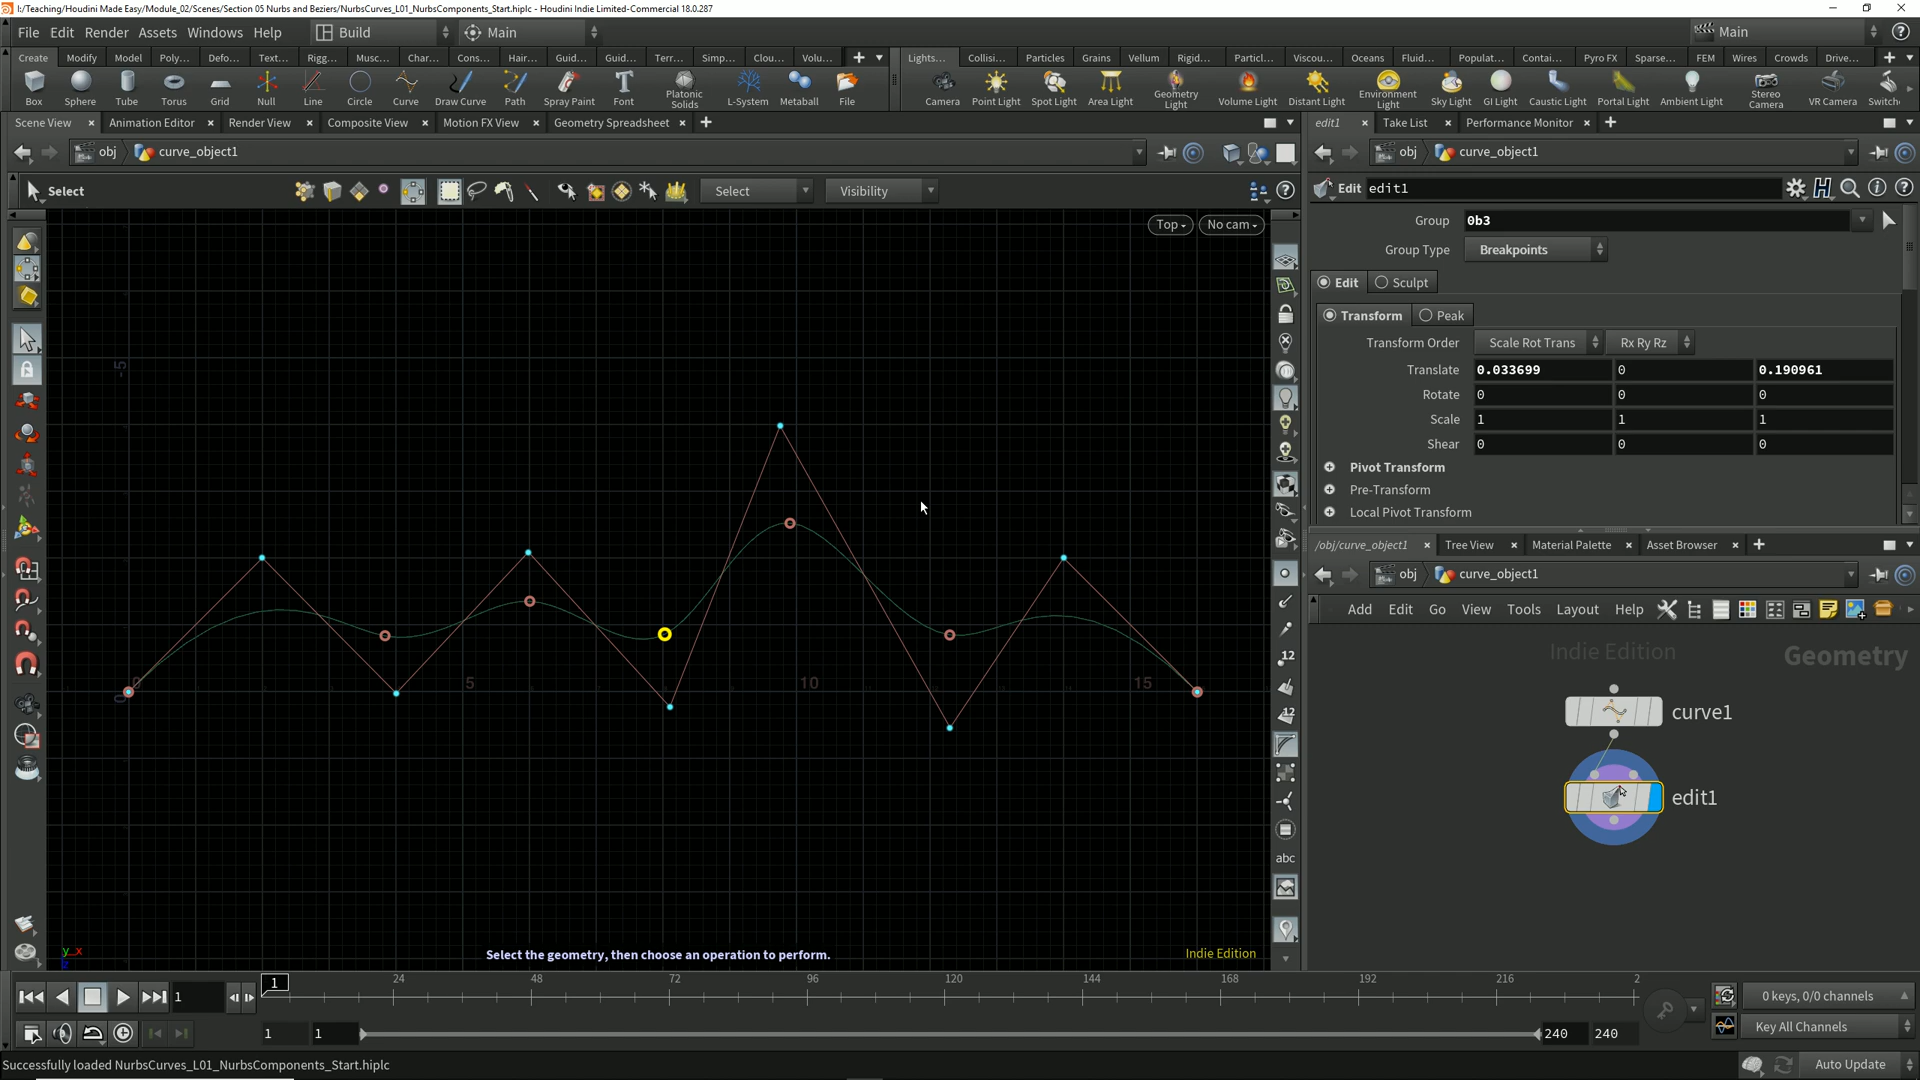 I:/Teaching/Houdini Made Easy/Module_02/Scenes/Section 05 Nurbs and Beziers/NurbsCurves_L01_NurbsComponents_Start.hiplc - Houdini Indie Limited-Commercial 18.0.287
File Edit Render Assets Windows Help Build Main Main
Create Modify Model Poly... Defo... Text... Rigg... Musc... Char... Cons... Hair... Guid... Guid... Terr... Simp... Clou... Volu...
Lights... Collisi... Particles Grains Vellum Rigid... Particl... Viscou... Oceans Fluid... Populat... Contai... Pyro FX Sparse... FEM Wires Crowds Drive...
Box Sphere Tube Torus Grid Null Line Circle Curve Draw Curve Path Spray Paint Font Platonic Solids L-System Metaball File
Camera Point Light Spot Light Area Light Geometry Light Volume Light Distant Light Environment Light Sky Light GI Light Caustic Light Portal Light Ambient Light Stereo Camera VR Camera Switch
Scene View Animation Editor Render View Composite View Motion FX View Geometry Spreadsheet
obj curve_object1
Select Select Visibility
Top No cam
-5
0 5 10 15
0
y x
z
Select the geometry, then choose an operation to perform.
Indie Edition
12
12
abc
edit1 Take List Performance Monitor
obj curve_object1
Edit edit1
Group 0b3
Group Type Breakpoints
Edit Sculpt
Transform Peak
Transform Order Scale Rot Trans Rx Ry Rz
Translate 0.033699 0 0.190961
Rotate 0 0 0
Scale 1 1 1
Shear 0 0 0
Pivot Transform
Pre-Transform
Local Pivot Transform
/obj/curve_object1 Tree View Material Palette Asset Browser
obj curve_object1
Add Edit Go View Tools Layout Help
Indie Edition Geometry
curve1
edit1
1 1 24 48 72 96 120 144 168 192 216 2
0 keys, 0/0 channels
1 1 240 240
Key All Channels
Successfully loaded NurbsCurves_L01_NurbsComponents_Start.hiplc
Auto Update